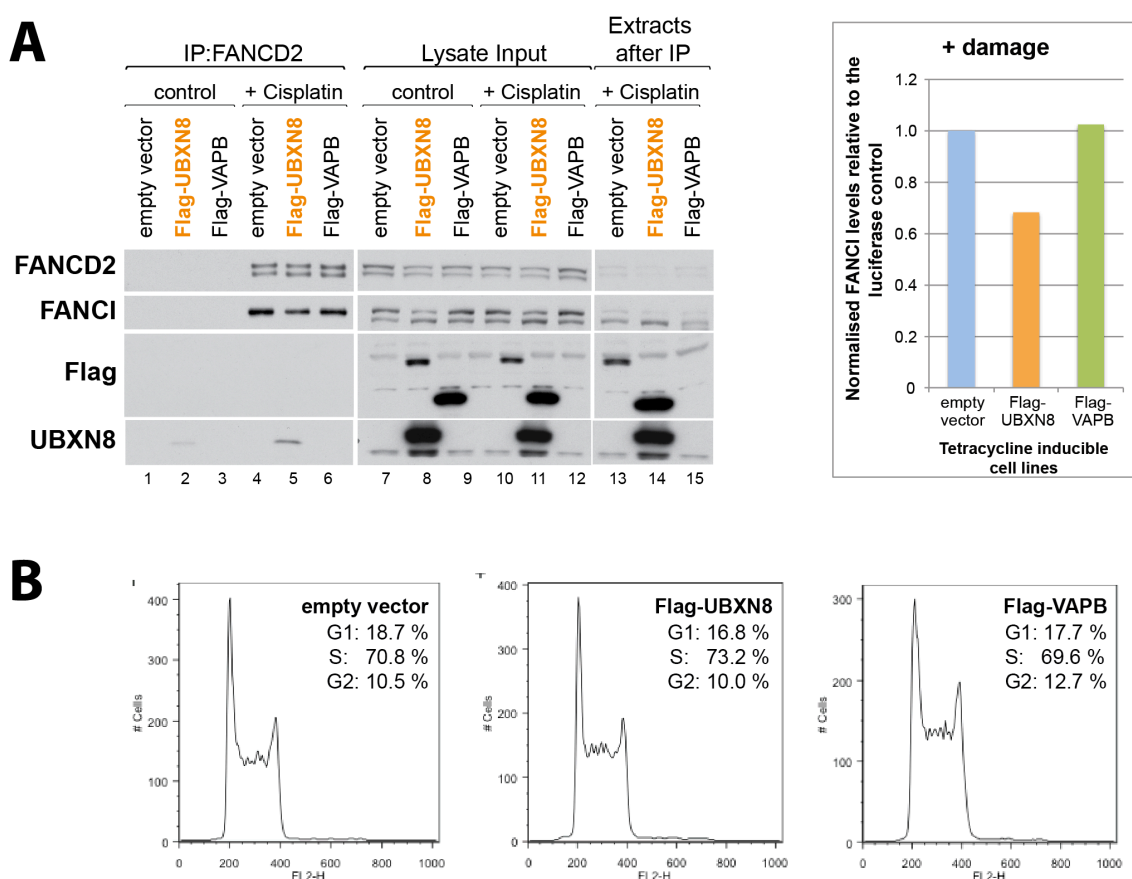 A
IP:FANCD2
Lysate Input
Extracts
after IP
control
+ Cisplatin
control
+ Cisplatin
+ Cisplatin
empty vector
Flag-UBXN8
Flag-VAPB
empty vector
Flag-UBXN8
Flag-VAPB
empty vector
Flag-UBXN8
Flag-VAPB
empty vector
Flag-UBXN8
Flag-VAPB
empty vector
Flag-UBXN8
Flag-VAPB
FANCD2
FANCI
Flag
UBXN8
1 2 3 4 5 6 7 8 9 10 11 12 13 14 15
+ damage
Normalised FANCI levels relative to the
luciferase control
1.2
1.0
0.8
0.6
0.4
0.2
0
empty
vector
Flag-
UBXN8
Flag-
VAPB
Tetracycline inducible
cell lines
B
empty vector
G1: 18.7 %
S: 70.8 %
G2: 10.5 %
# Cells
400
300
200
100
0
0 200 400 600 800 1000
FL2-H
Flag-UBXN8
G1: 16.8 %
S: 73.2 %
G2: 10.0 %
# Cells
400
300
200
100
0
0 200 400 600 800 1000
FL2-H
Flag-VAPB
G1: 17.7 %
S: 69.6 %
G2: 12.7 %
# Cells
300
200
100
0
0 200 400 600 800 1000
FL2-H